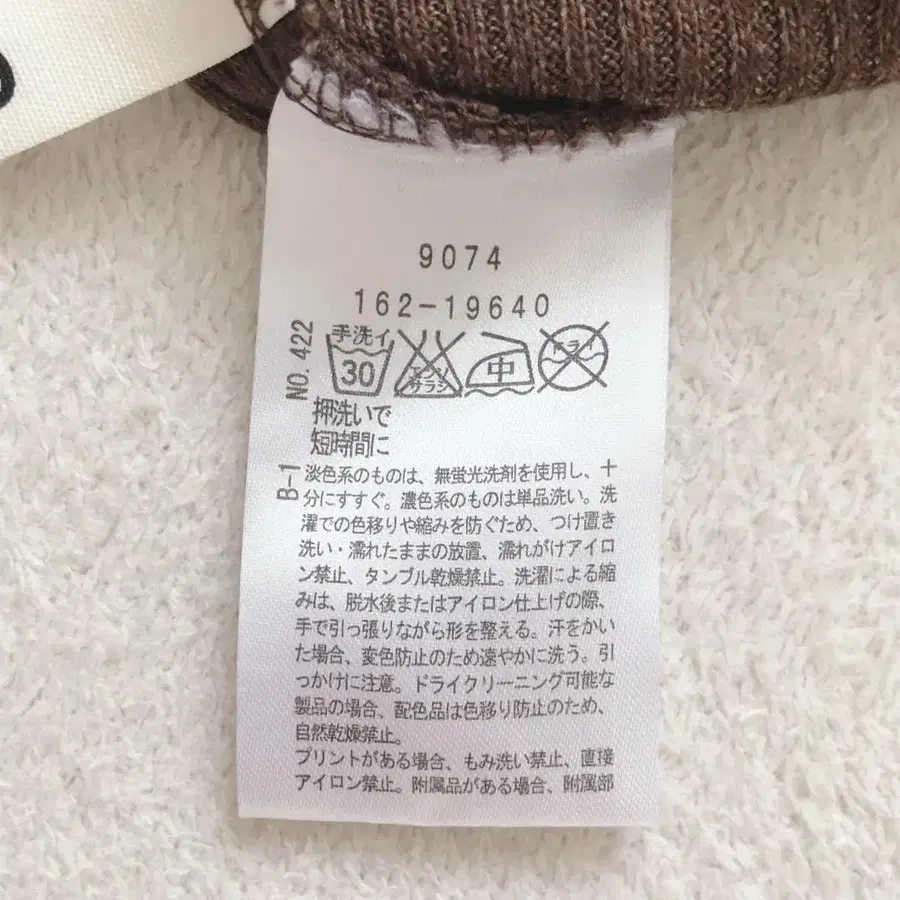 9074
162-19640
NO. 422
手洗イ
30
エンソ
サラシ
中
ドライ
押洗いで
短時間に
B-1
淡色系のものは、無蛍光洗剤を使用し、十
分にすすぐ。濃色系のものは単品洗い。洗
濯での色移りや縮みを防ぐため、つけ置き
洗い・濡れたままの放置、濡れがけアイロ
ン禁止、タンブル乾燥禁止。洗濯による縮
みは、脱水後またはアイロン仕上げの際、
手で引っ張りながら形を整える。汗をかい
た場合、変色防止のため速やかに洗う。引
っかけに注意。ドライクリーニング可能な
製品の場合、配色品は色移り防止のため、
自然乾燥禁止。
プリントがある場合、もみ洗い禁止、直接
アイロン禁止。附属品がある場合、附属部